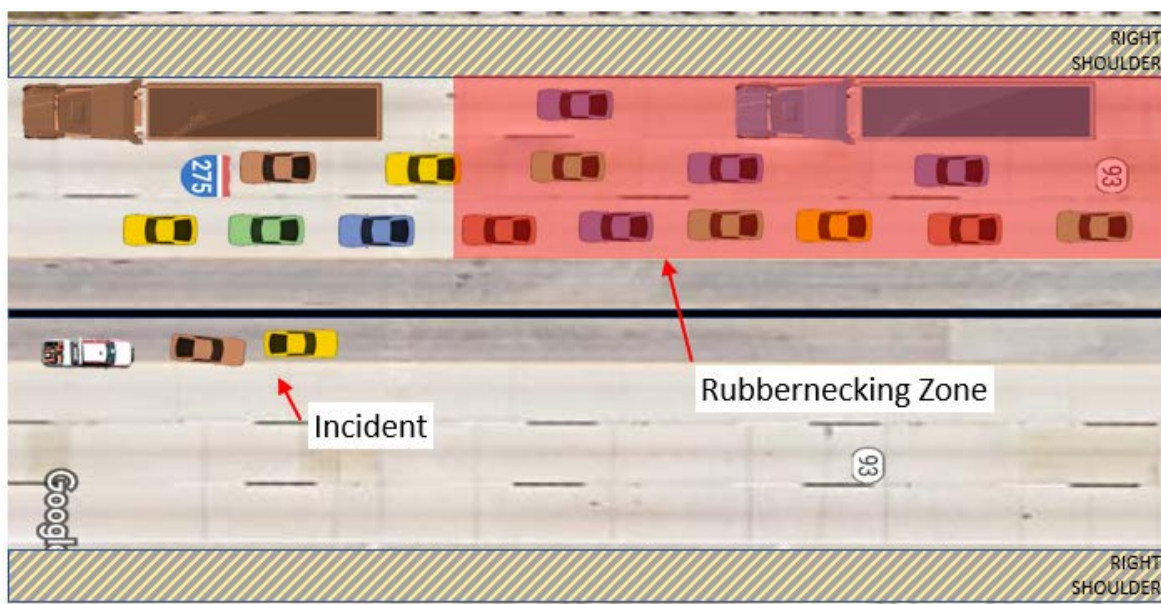 RIGHT
SHOULDER
275
93
Rubbernecking Zone
Incident
93
Google
RIGHT
SHOULDER